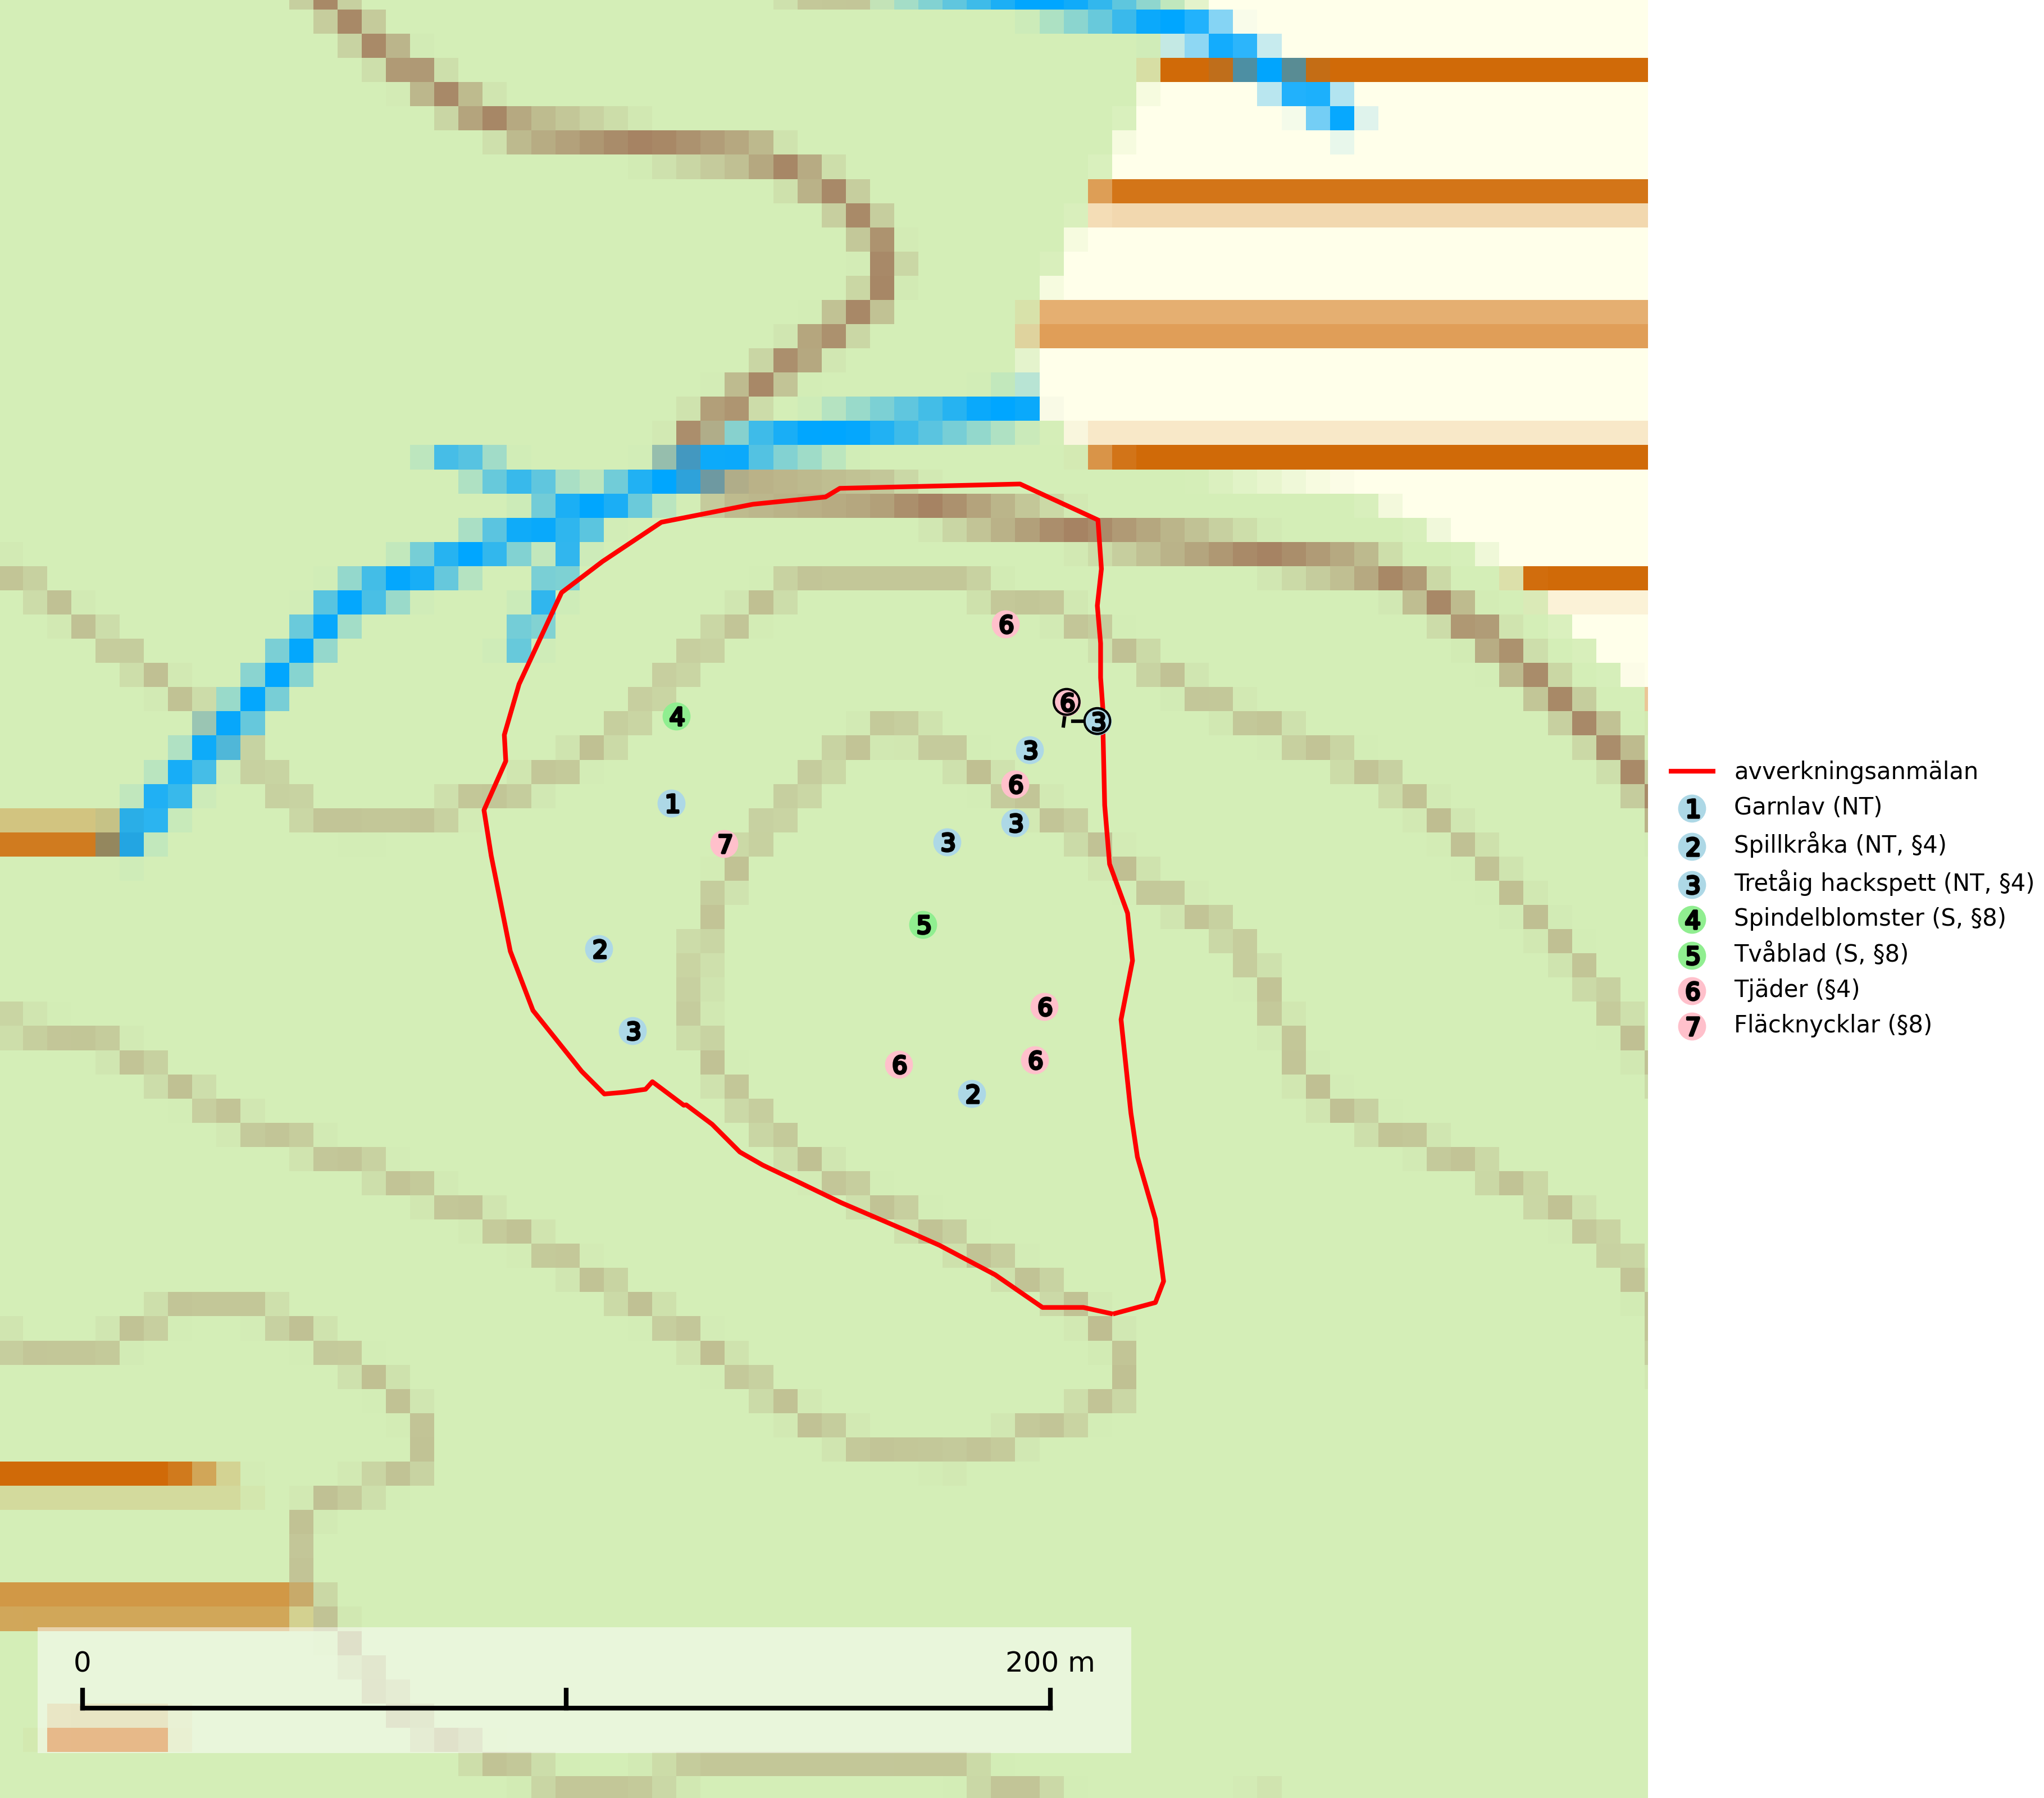 6
6
3
4
3
6
1
3
3
7
5
2
6
3
6
6
2
avverkningsanmälan
1 Garnlav (NT)
2 Spillkråka (NT, §4)
3 Tretåig hackspett (NT, §4)
4 Spindelblomster (S, §8)
5 Tvåblad (S, §8)
6 Tjäder (§4)
7 Fläcknycklar (§8)
0 200 m